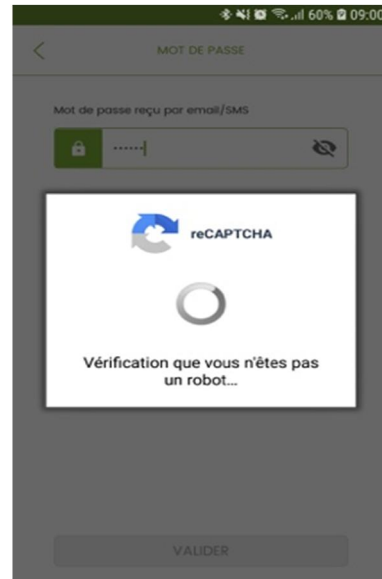 60% 09:00
MOT DE PASSE
Mot de passe reçu par email/SMS
······
reCAPTCHA
Vérification que vous n'êtes pas
un robot...
VALIDER